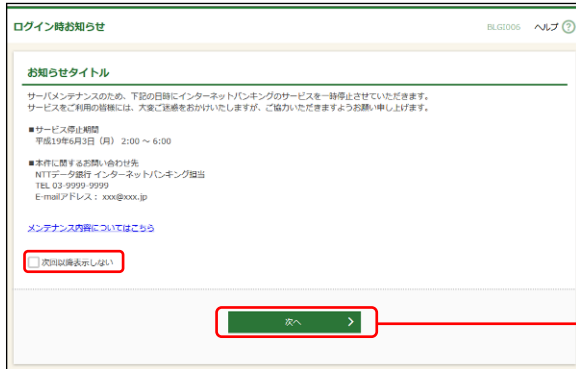 ログイン時お知らせ
BLGI006 ヘルプ ?
お知らせタイトル
サーバメンテナンスのため、下記の日時にインターネットバンキングのサービスを一時停止させていただきます。
サービスをご利用の皆様には、大変ご迷惑をおかけいたしますが、ご協力いただきますようお願い申し上げます。
■サービス停止期間
平成19年6月3日（月） 2:00 ～ 6:00
■本件に関するお問い合わせ先
NTTデータ銀行 インターネットバンキング担当
TEL 03-9999-9999
E-mailアドレス： xxx@xxx.jp
メンテナンス内容についてはこちら
次回以降表示しない
次へ